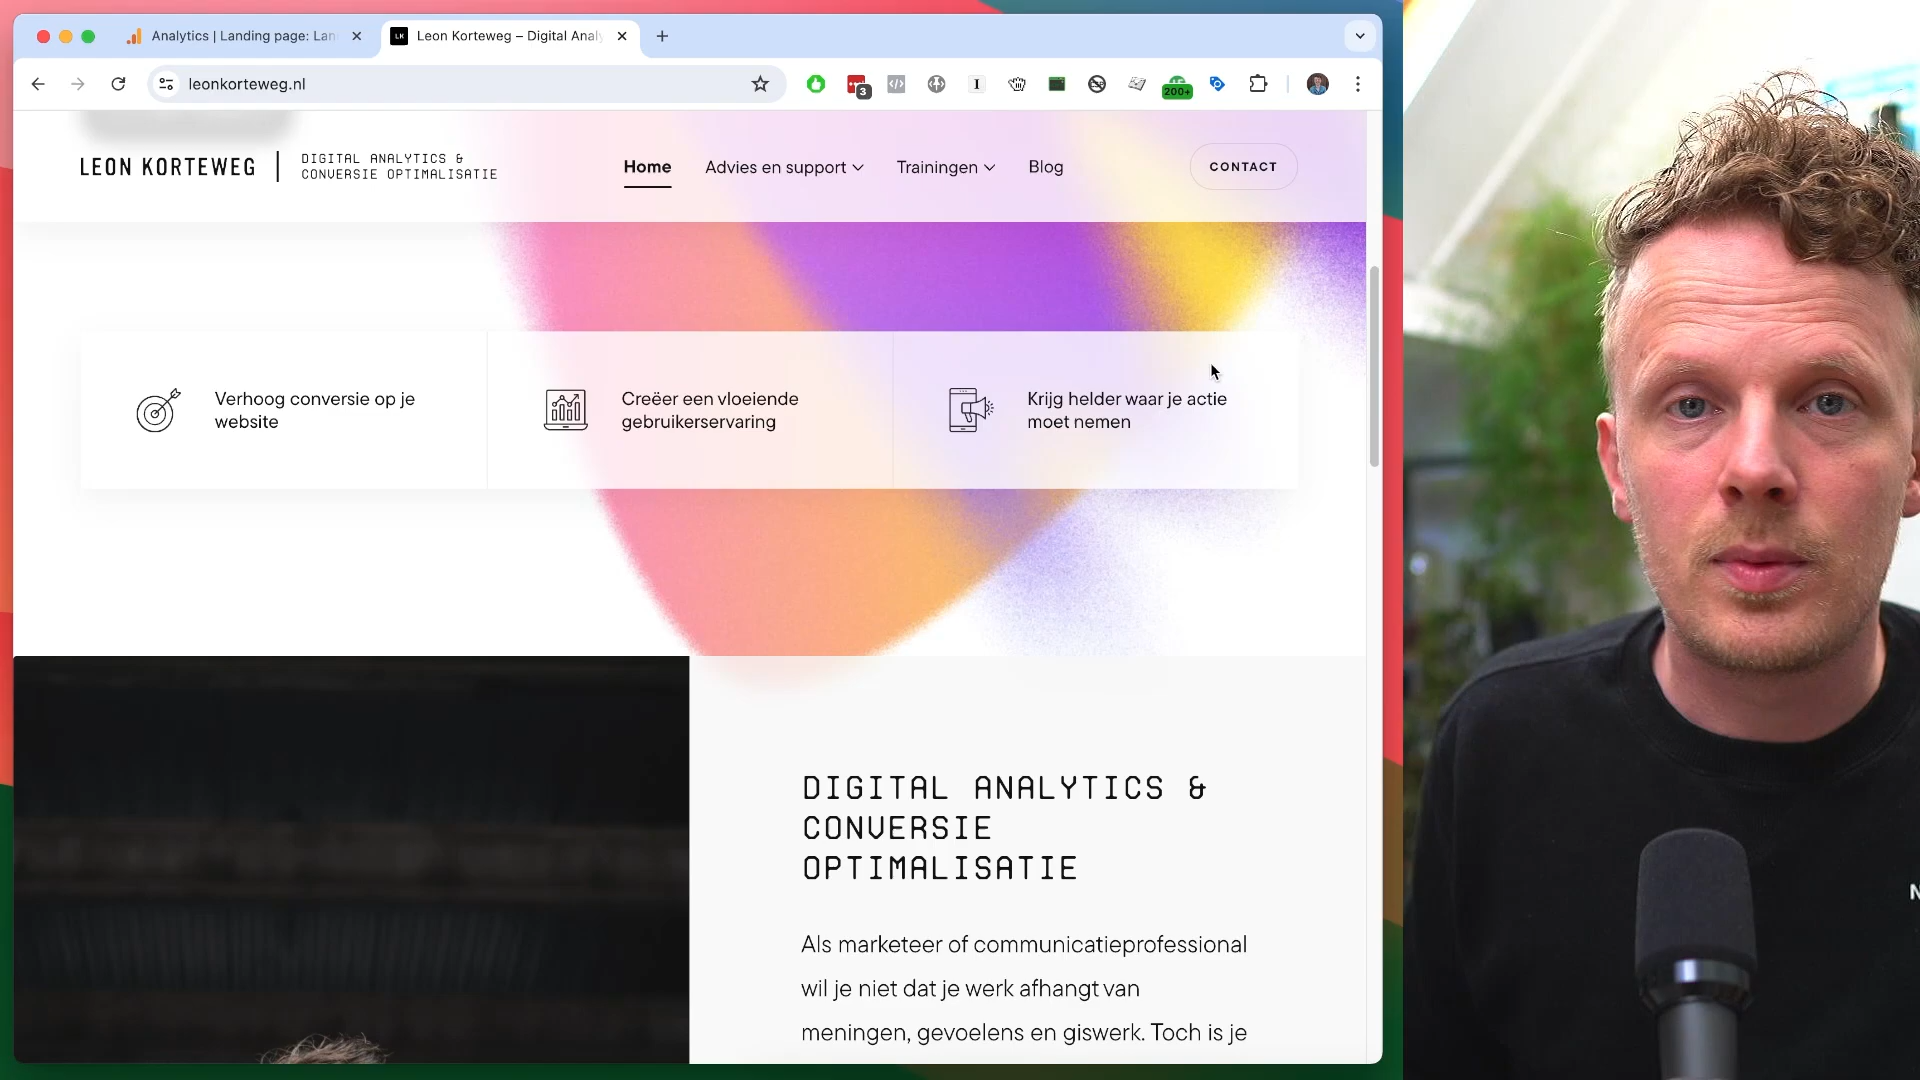 Analytics | Landing page: Lan
Leon Korteweg – Digital Analy
leonkorteweg.nl
3
I
200+
LK
LEON KORTEWEG
DIGITAL ANALYTICS &
CONVERSIE OPTIMALISATIE
Home
Advies en support
Trainingen
Blog
CONTACT
Verhoog conversie op je
website
Creëer een vloeiende
gebruikerservaring
Krijg helder waar je actie
moet nemen
DIGITAL ANALYTICS &
CONVERSIE
OPTIMALISATIE
Als marketeer of communicatieprofessional
wil je niet dat je werk afhangt van
meningen, gevoelens en giswerk. Toch is je
N